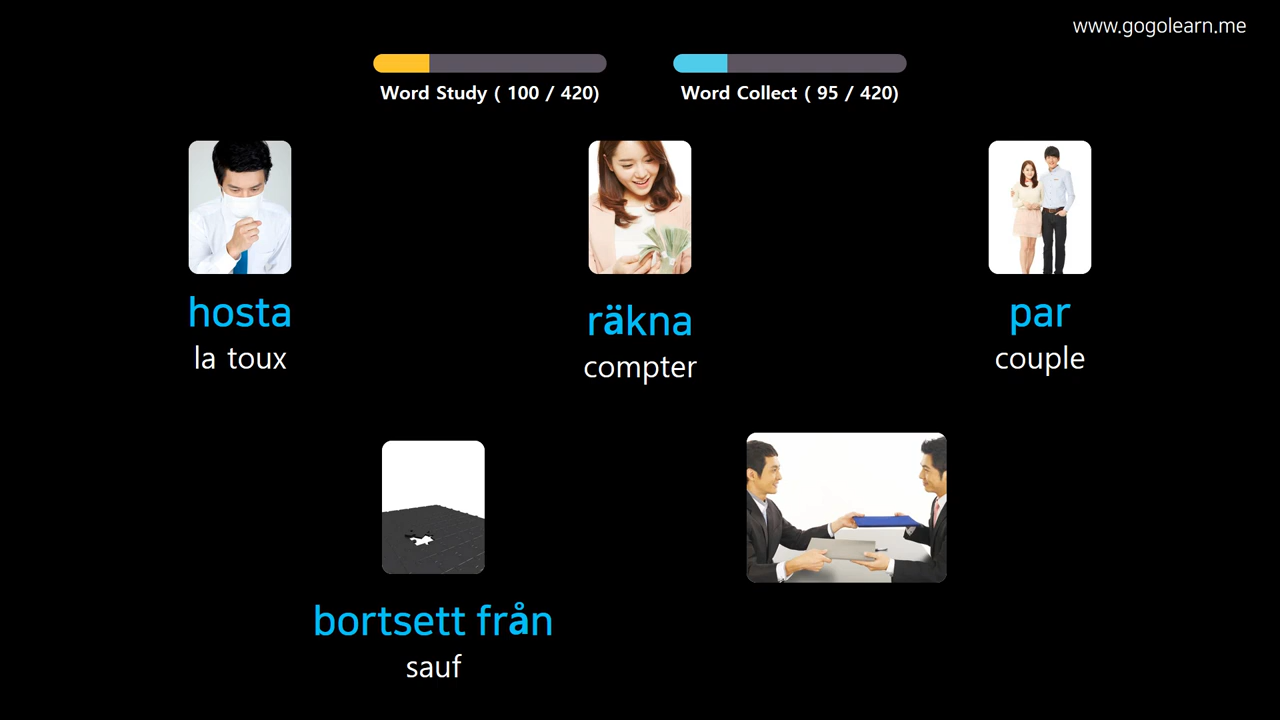 www.gogolearn.me
Word Study ( 100 / 420)
Word Collect ( 95 / 420)
hosta
la toux
räkna
compter
par
couple
bortsett från
sauf